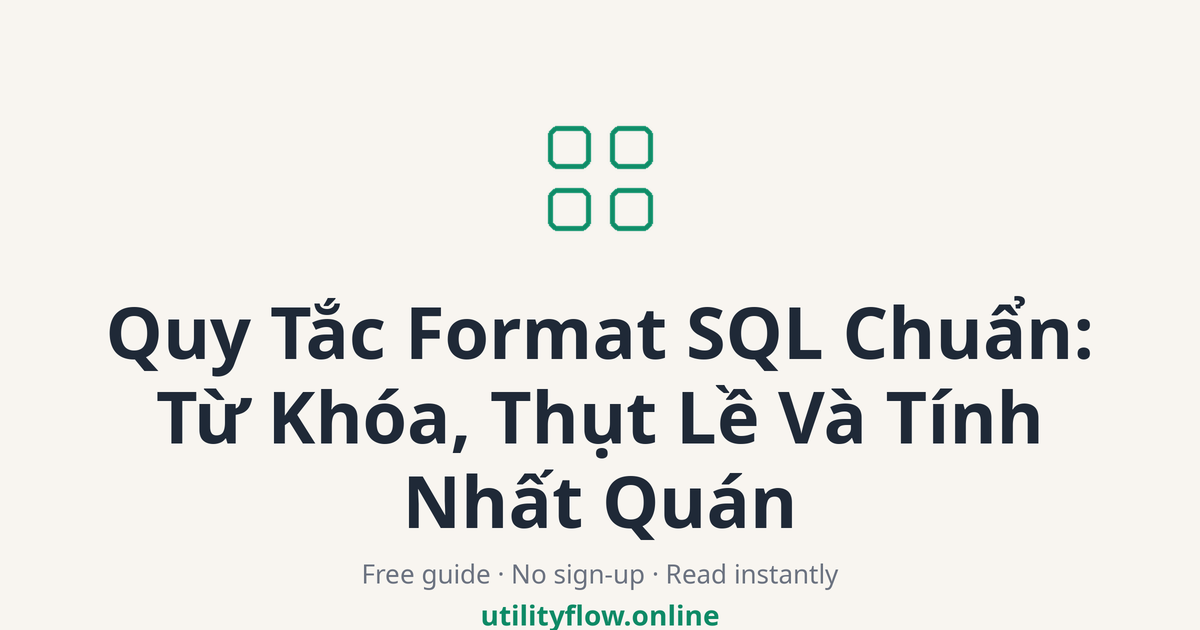 Quy Tắc Format SQL Chuẩn:
Từ Khóa, Thụt Lề Và Tính
Nhất Quán
Free guide · No sign-up · Read instantly
utilityflow.online